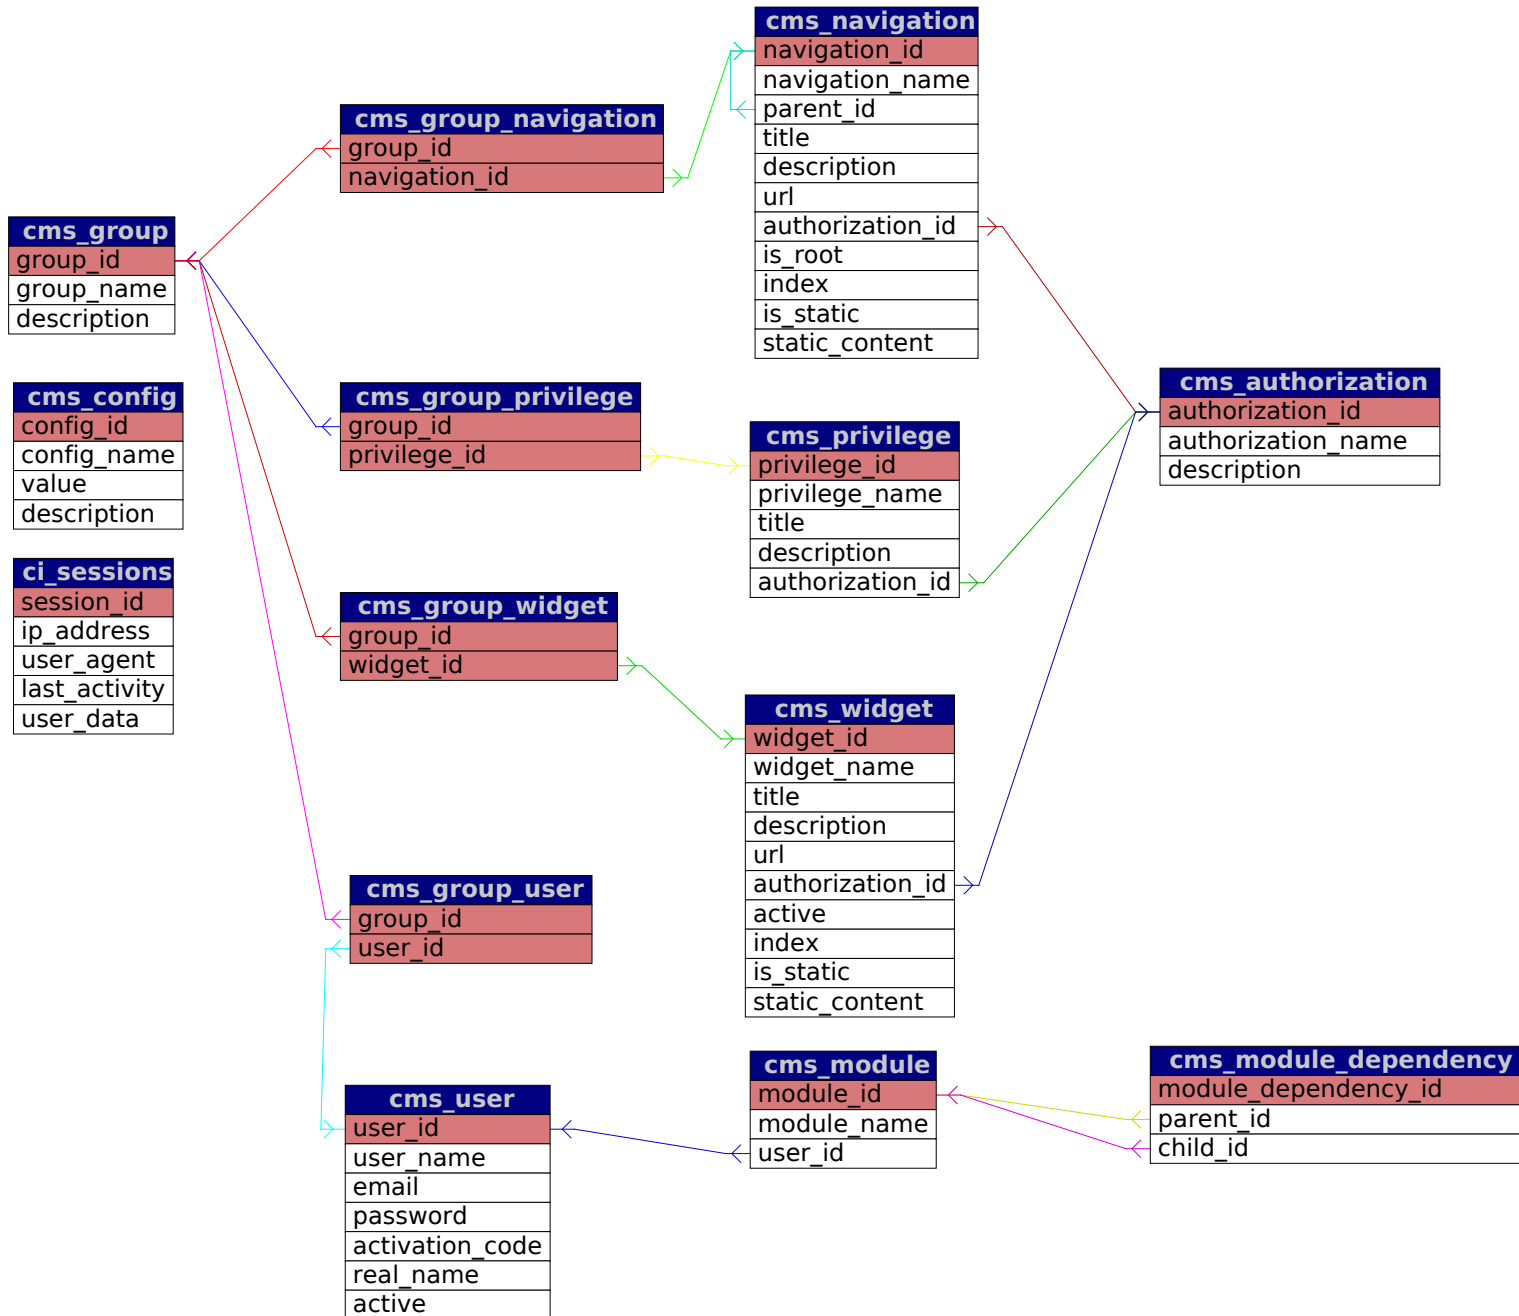 cms_navigation
navigation_id
navigation_name
parent_id
title
description
url
authorization_id
is_root
index
is_static
static_content
cms_group_navigation
group_id
navigation_id
cms_group
group_id
group_name
description
cms_config
config_id
config_name
value
description
cms_group_privilege
group_id
privilege_id
cms_privilege
privilege_id
privilege_name
title
description
authorization_id
cms_authorization
authorization_id
authorization_name
description
ci_sessions
session_id
ip_address
user_agent
last_activity
user_data
cms_group_widget
group_id
widget_id
cms_widget
widget_id
widget_name
title
description
url
authorization_id
active
index
is_static
static_content
cms_group_user
group_id
user_id
cms_user
user_id
user_name
email
password
activation_code
real_name
active
cms_module
module_id
module_name
user_id
cms_module_dependency
module_dependency_id
parent_id
child_id